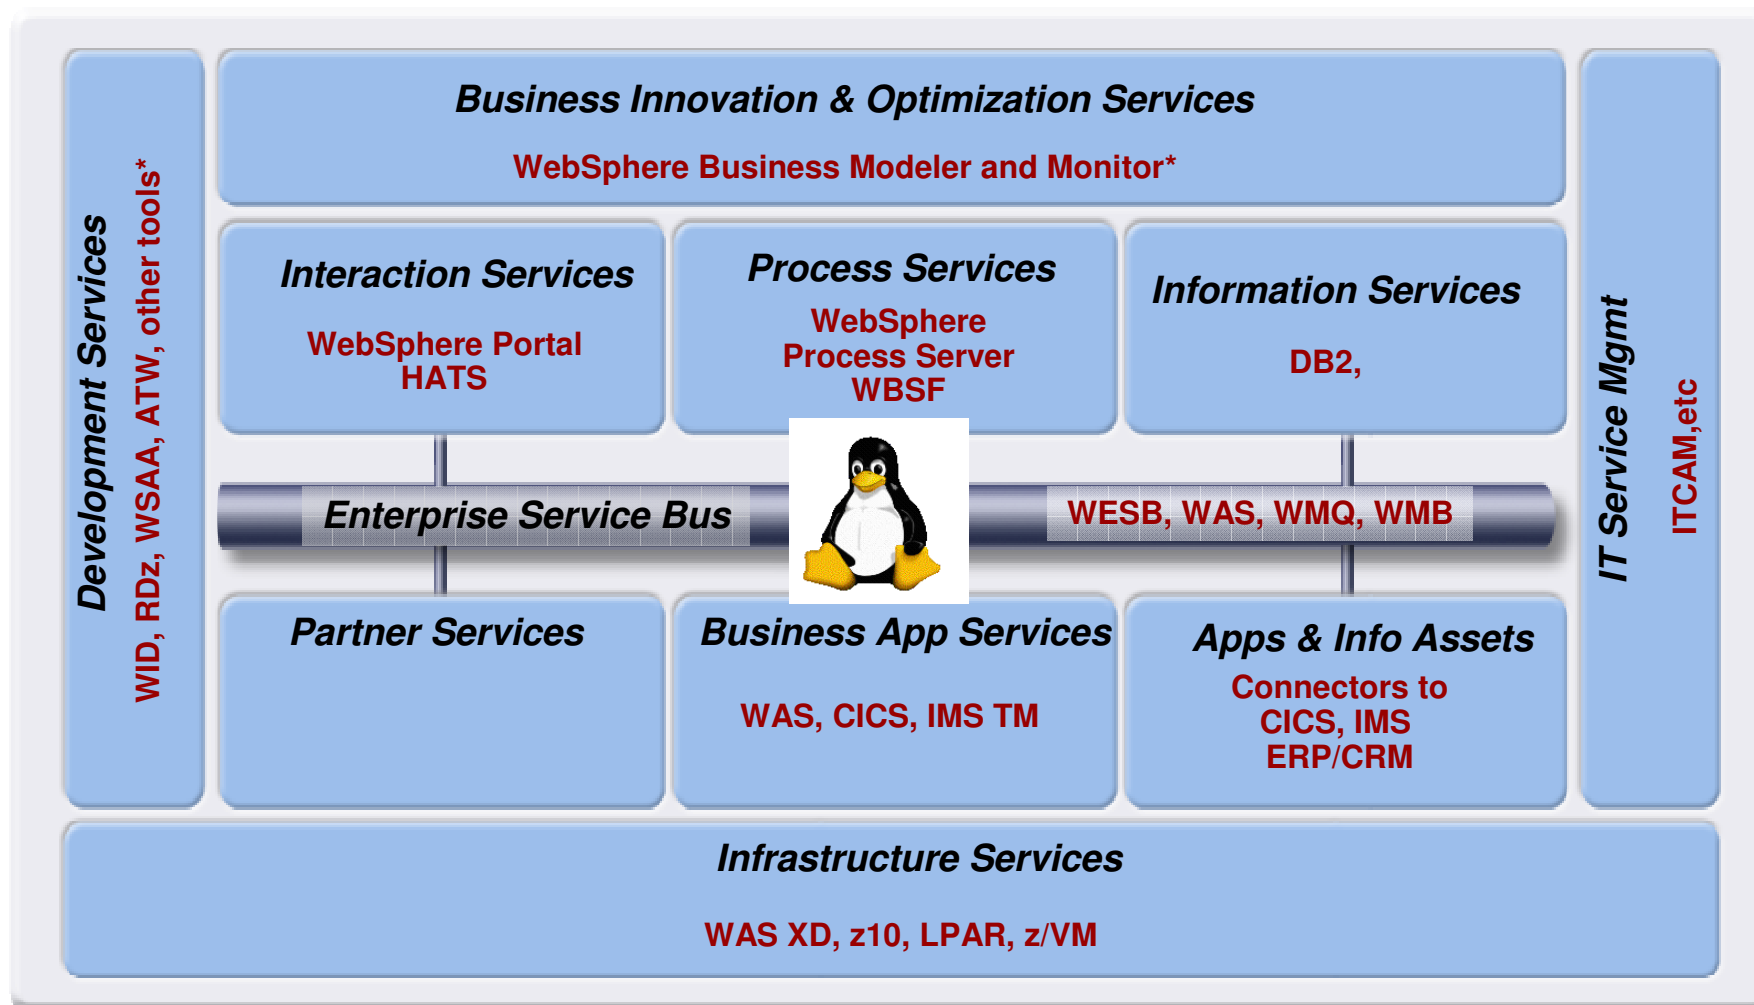 Development Services
WID, RDz, WSAA, ATW, other tools*
Business Innovation & Optimization Services
WebSphere Business Modeler and Monitor*
Interaction Services
WebSphere Portal
HATS
Process Services
WebSphere
Process Server
WBSF
Information Services
DB2,
IT Service Mgmt
ITCAM,etc
Enterprise Service Bus
WESB, WAS, WMQ, WMB
Partner Services
Business App Services
WAS, CICS, IMS TM
Apps & Info Assets
Connectors to
CICS, IMS
ERP/CRM
Infrastructure Services
WAS XD, z10, LPAR, z/VM